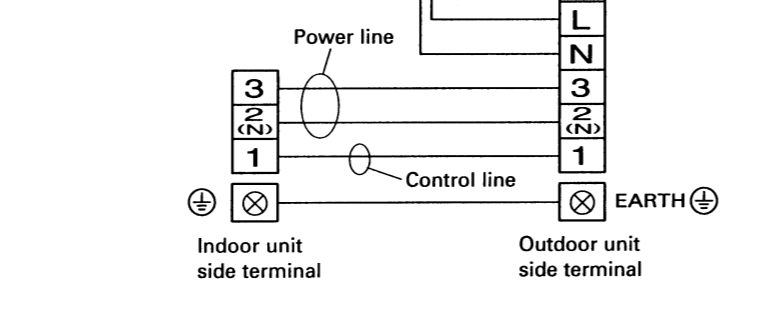 Power line
L
N
3
3
2
(N)
2
(N)
1
1
Control line
EARTH
Indoor unit
side terminal
Outdoor unit
side terminal